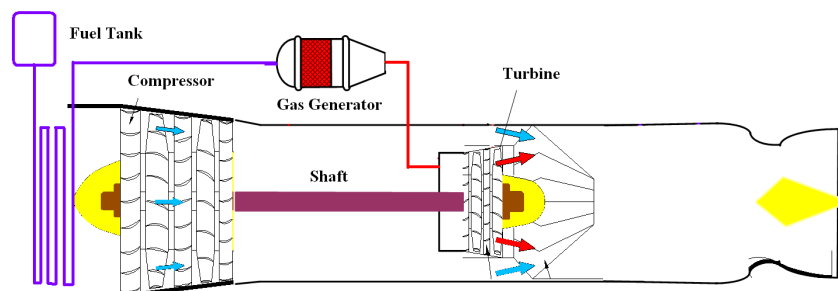 Fuel Tank
Compressor
Gas Generator
Turbine
Shaft